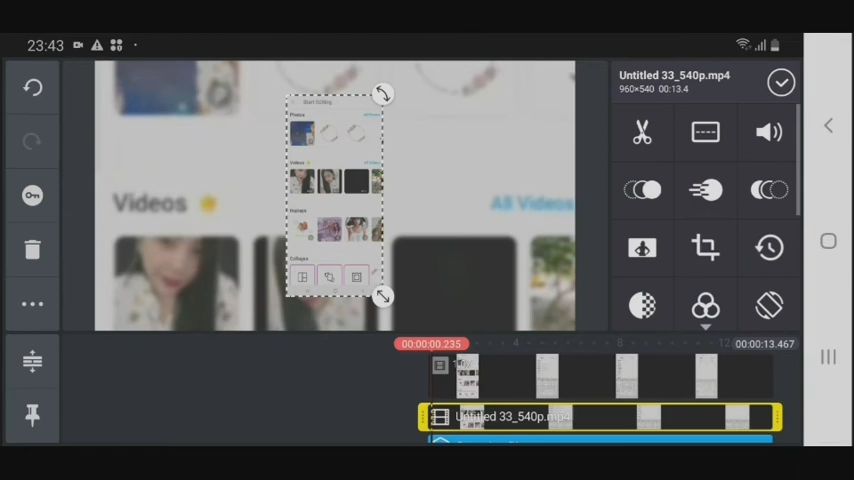 23:43
Untitled 33_540p.mp4
960×540 00:13.4
Start Editing
Photos
Videos
Videos
All Videos
Collages
00:00:00.235
4
8
12
00:00:13.467
Untitled 33_540p.mp4